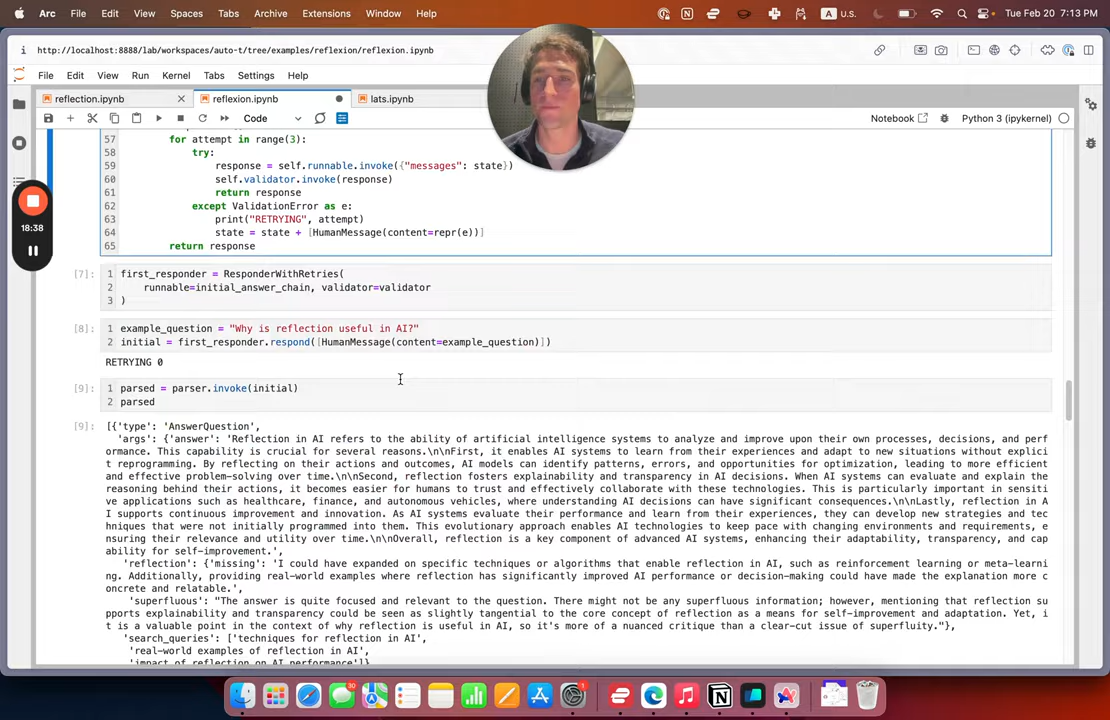 Arc File Edit View Spaces Tabs Archive Extensions Window Help A U.S. Tue Feb 20 7:13 PM
http://localhost:8888/lab/workspaces/auto-t/tree/examples/reflexion/reflexion.ipynb
File Edit View Run Kernel Tabs Settings Help
reflection.ipynb reflexion.ipynb lats.ipynb
Code Notebook Python 3 (ipykernel)
57 for attempt in range(3):
58 try:
59 response = self.runnable.invoke({"messages": state})
60 self.validator.invoke(response)
61 return response
62 except ValidationError as e:
63 print("RETRYING", attempt)
64 state = state + [HumanMessage(content=repr(e))]
65 return response
18:38
[7]: 1 first_responder = ResponderWithRetries(
2 runnable=initial_answer_chain, validator=validator
3 )
[8]: 1 example_question = "Why is reflection useful in AI?"
2 initial = first_responder.respond([HumanMessage(content=example_question)])
RETRYING 0
[9]: 1 parsed = parser.invoke(initial)
2 parsed
[9]: [{'type': 'AnswerQuestion',
'args': {'answer': 'Reflection in AI refers to the ability of artificial intelligence systems to analyze and improve upon their own processes, decisions, and perf
ormance. This capability is crucial for several reasons.\n\nFirst, it enables AI systems to learn from their experiences and adapt to new situations without explici
t reprogramming. By reflecting on their actions and outcomes, AI models can identify patterns, errors, and opportunities for optimization, leading to more efficient
and effective problem-solving over time.\n\nSecond, reflection fosters explainability and transparency in AI decisions. When AI systems can evaluate and explain the
reasoning behind their actions, it becomes easier for humans to trust and effectively collaborate with these technologies. This is particularly important in sensiti
ve applications such as healthcare, finance, and autonomous vehicles, where understanding AI decisions can have significant consequences.\n\nLastly, reflection in A
I supports continuous improvement and innovation. As AI systems evaluate their performance and learn from their experiences, they can develop new strategies and tec
hniques that were not initially programmed into them. This evolutionary approach enables AI technologies to keep pace with changing environments and requirements, e
nsuring their relevance and utility over time.\n\nOverall, reflection is a key component of advanced AI systems, enhancing their adaptability, transparency, and cap
ability for self-improvement.',
'reflection': {'missing': 'I could have expanded on specific techniques or algorithms that enable reflection in AI, such as reinforcement learning or meta-learni
ng. Additionally, providing real-world examples where reflection has significantly improved AI performance or decision-making could have made the explanation more c
oncrete and relatable.',
'superfluous': "The answer is quite focused and relevant to the question. There might not be any superfluous information; however, mentioning that reflection su
pports explainability and transparency could be seen as slightly tangential to the core concept of reflection as a means for self-improvement and adaptation. Yet, i
t is a valuable point in the context of why reflection is useful in AI, so it's more of a nuanced critique than a clear-cut issue of superfluity."},
'search_queries': ['techniques for reflection in AI',
'real-world examples of reflection in AI',
'impact of reflection on AI performance']}